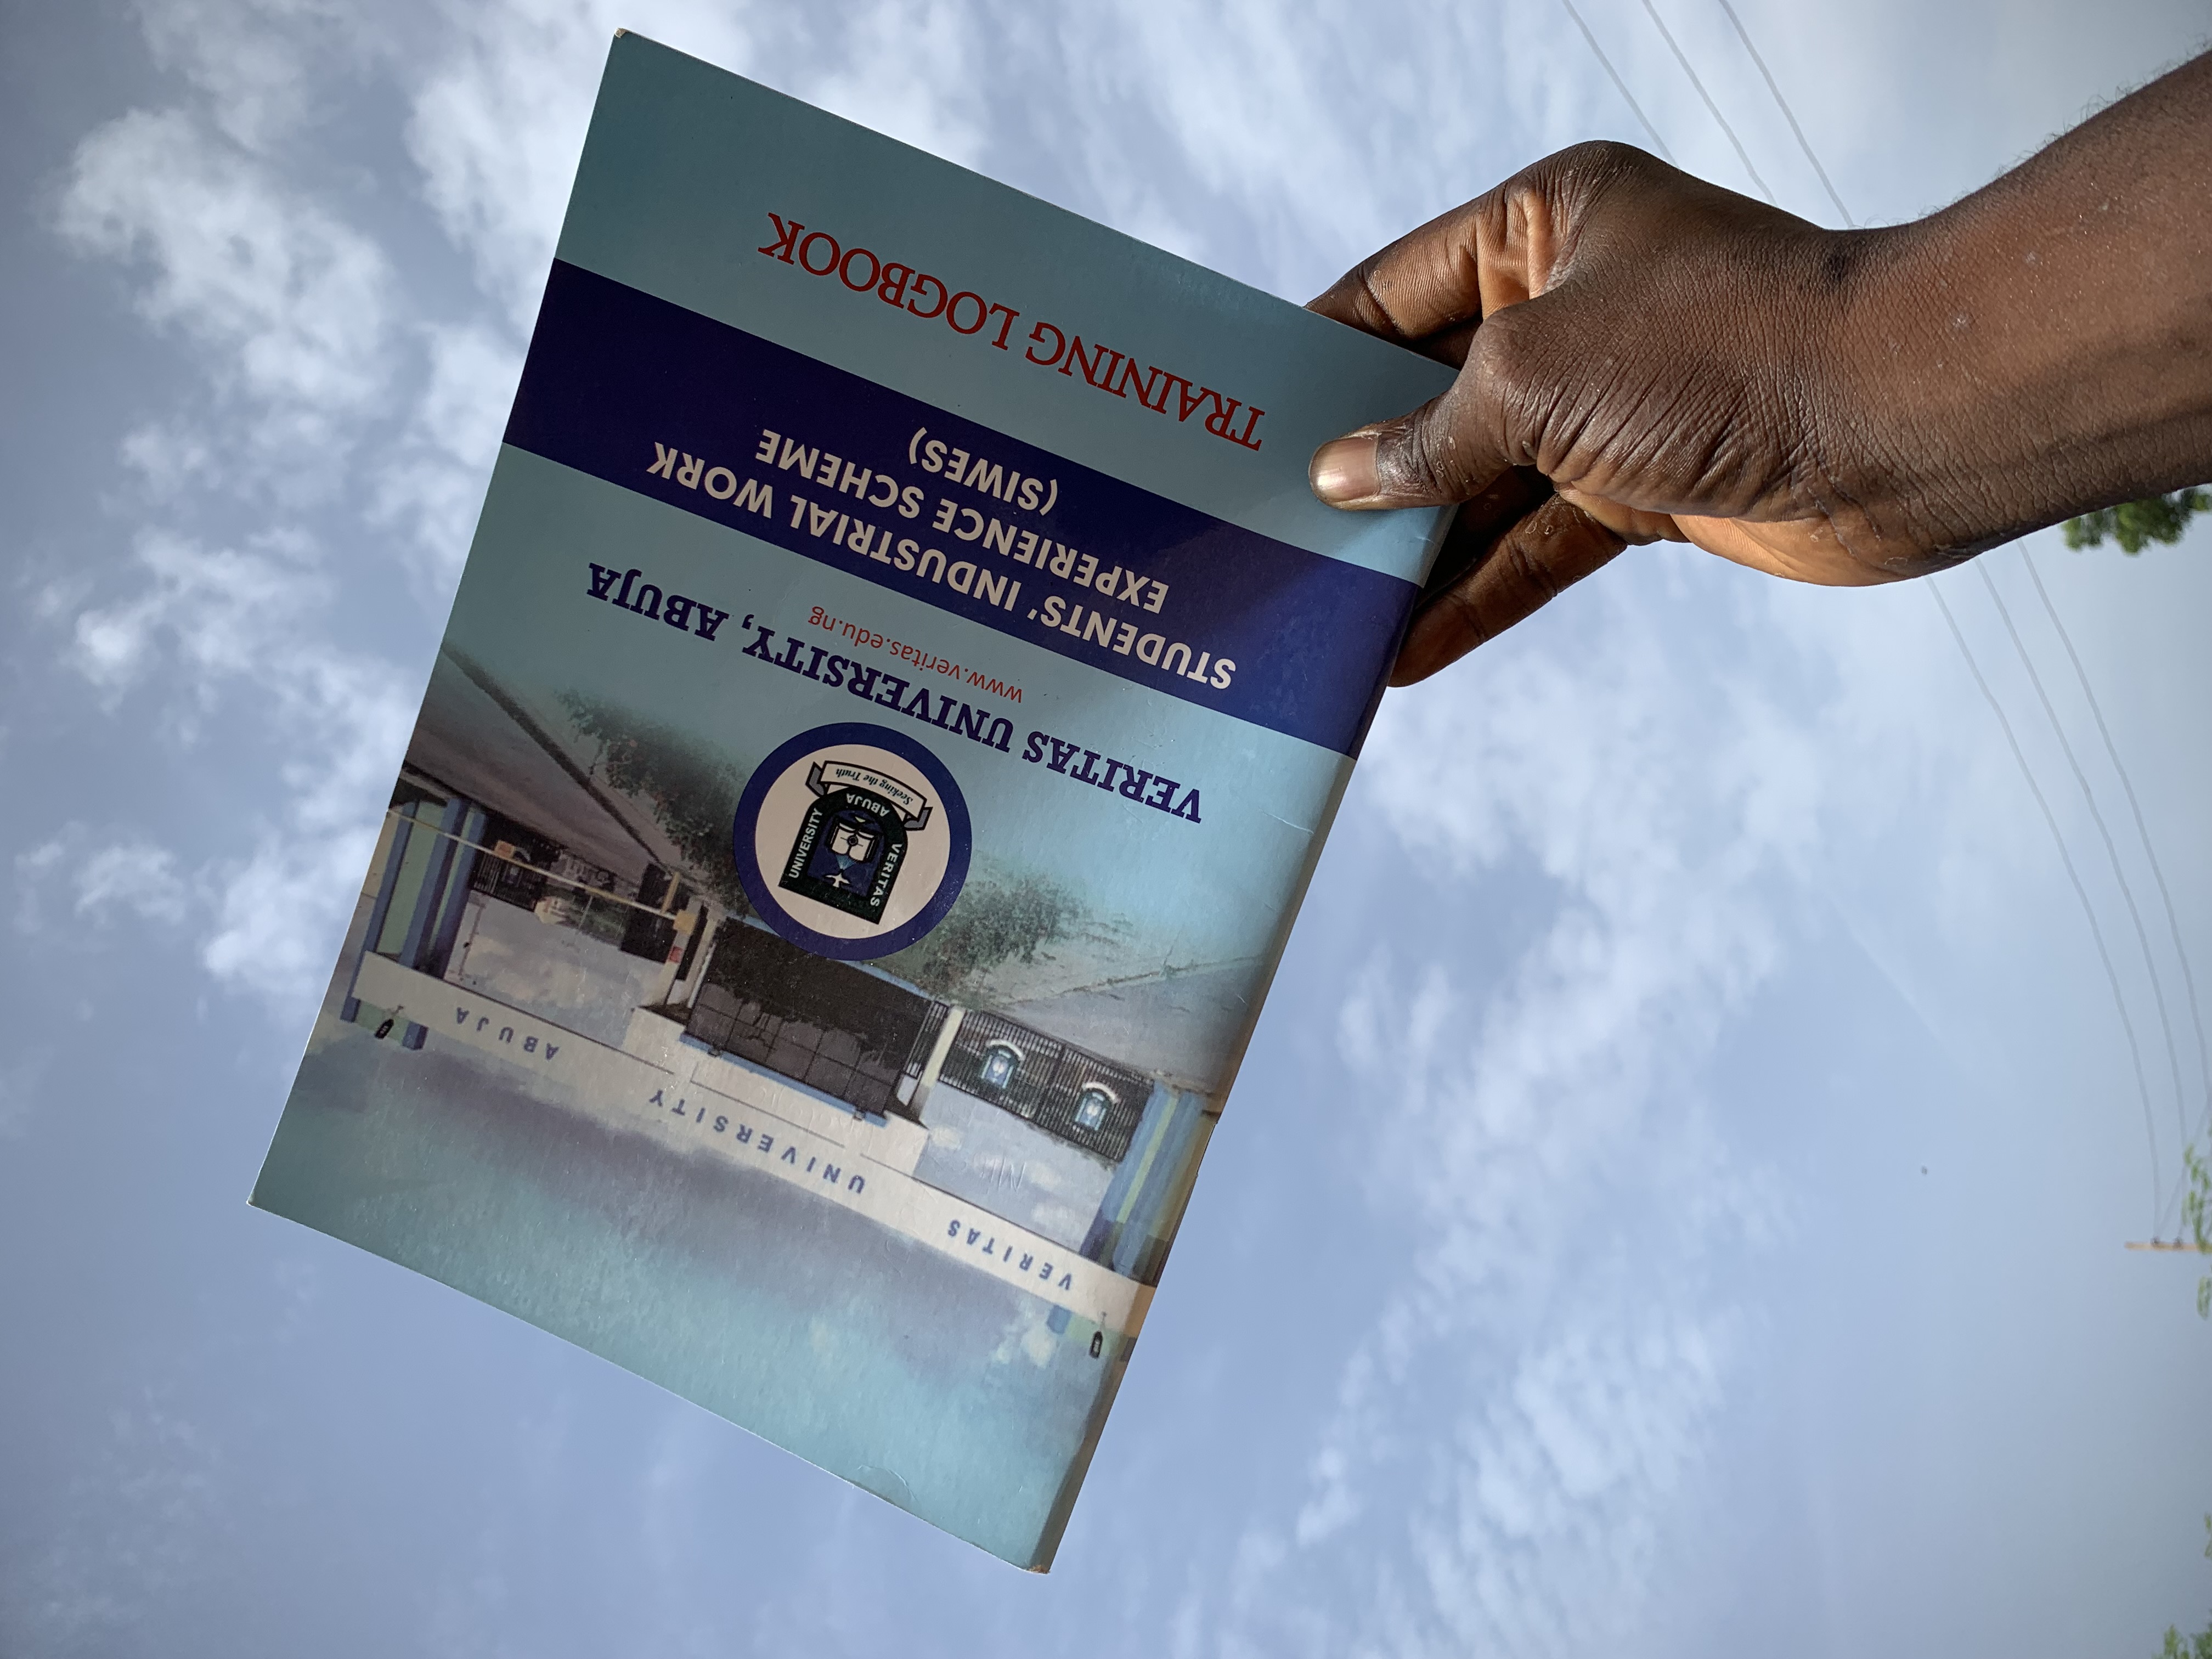 VERITAS UNIVERSITY ABUJA
VERITAS UNIVERSITY
ABUJA
Seeking the Truth
VERITAS UNIVERSITY, ABUJA
www.veritas.edu.ng
STUDENTS' INDUSTRIAL WORK
EXPERIENCE SCHEME
(SIWES)
TRAINING LOGBOOK